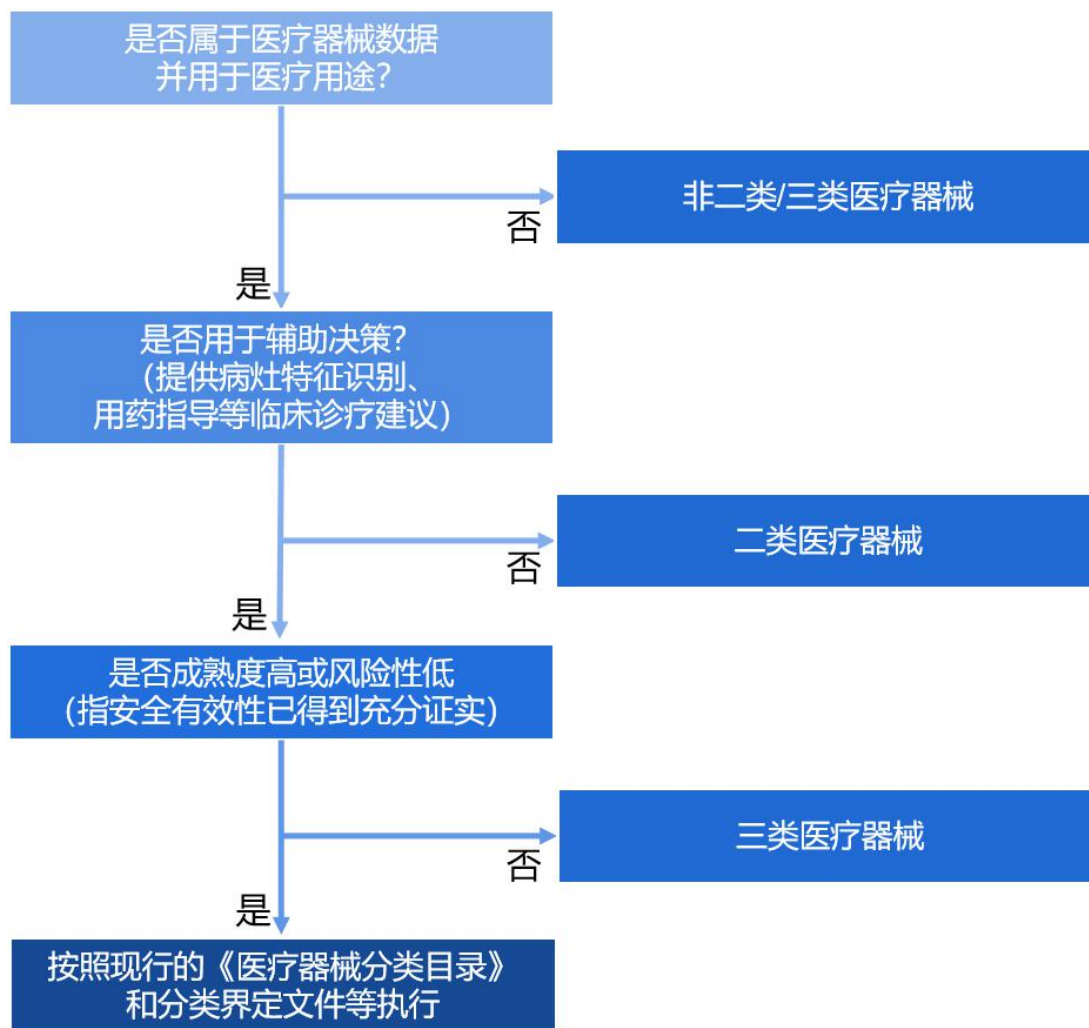 是否属于医疗器械数据
并用于医疗用途?
非二类/三类医疗器械
否
是
是否用于辅助决策?
（提供病灶特征识别、
用药指导等临床诊疗建议）
二类医疗器械
否
是
是否成熟度高或风险性低
（指安全有效性已得到充分证实）
三类医疗器械
否
是
按照现行的《医疗器械分类目录》
和分类界定文件等执行